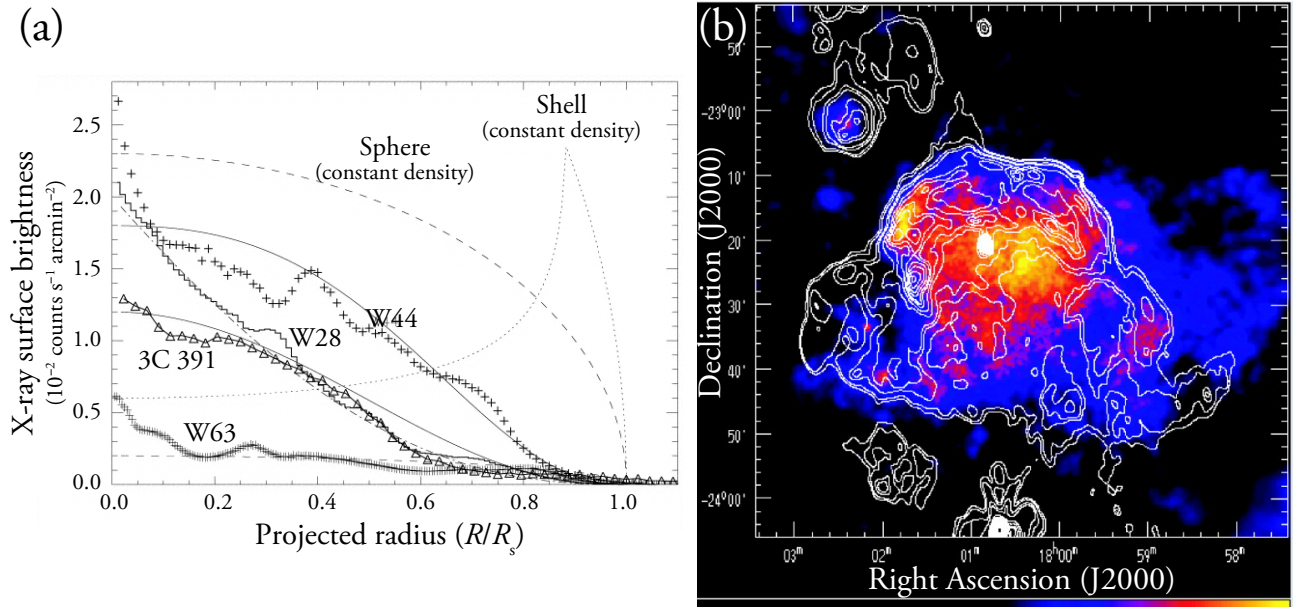 (a)
X-ray surface brightness
(10⁻² counts s⁻¹ arcmin⁻²)
2.5
2.0
1.5
1.0
0.5
0.0
Shell
(constant density)
Sphere
(constant density)
W44
W28
3C 391
W63
0.0 0.2 0.4 0.6 0.8 1.0
Projected radius (R/Rₛ)
(b)
Declination (J2000)
50'
-23°00'
10'
20'
30'
40'
50'
-24°00'
03ᵐ 02ᵐ 01ᵐ 18ʰ00ᵐ 59ᵐ 58ᵐ
Right Ascension (J2000)